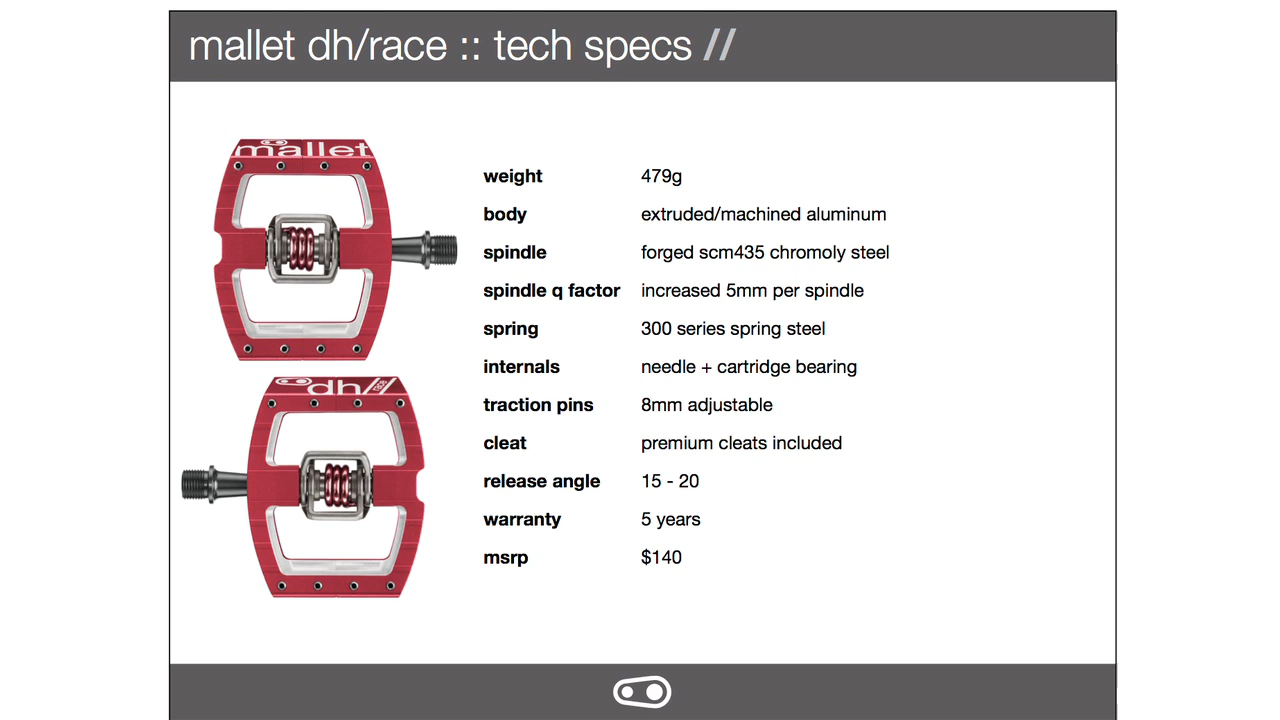 mallet dh/race :: tech specs //
mallet
weight 479g
body extruded/machined aluminum
spindle forged scm435 chromoly steel
spindle q factor increased 5mm per spindle
spring 300 series spring steel
internals needle + cartridge bearing
traction pins 8mm adjustable
cleat premium cleats included
release angle 15 - 20
warranty 5 years
msrp $140
dh// race